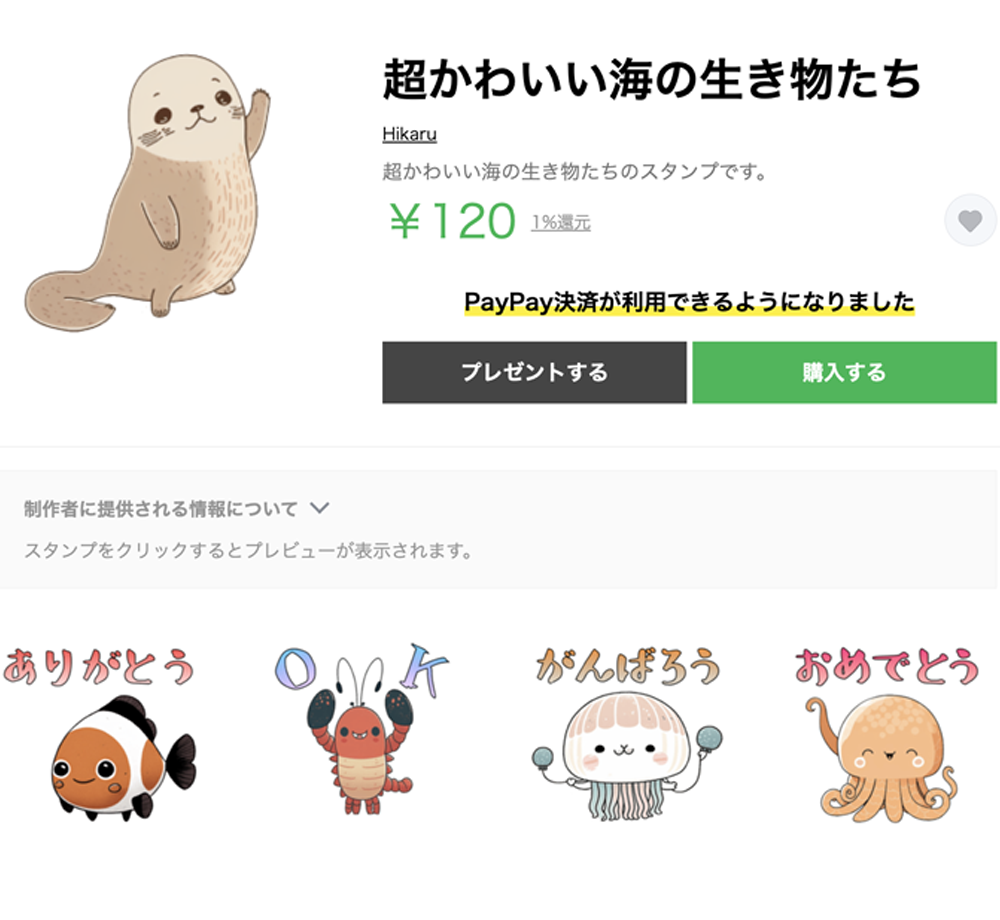 超かわいい海の生き物たち
Hikaru
超かわいい海の生き物たちのスタンプです。
￥120 1%還元
PayPay決済が利用できるようになりました
プレゼントする 購入する
制作者に提供される情報について
スタンプをクリックするとプレビューが表示されます。
ありがとう OK がんばろう おめでとう